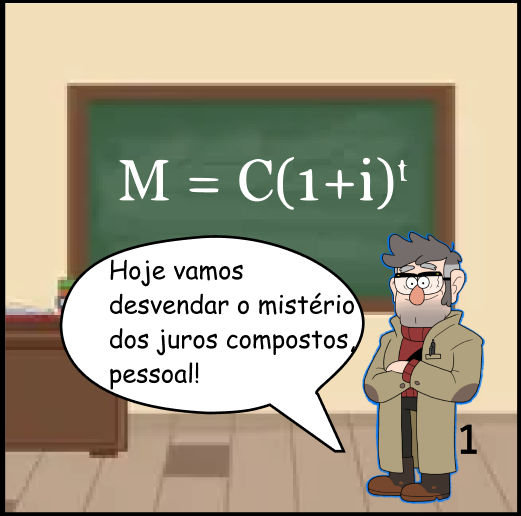 M = C(1+i)ᵗ
Hoje vamos
desvendar o mistério
dos juros compostos,
pessoal!
1